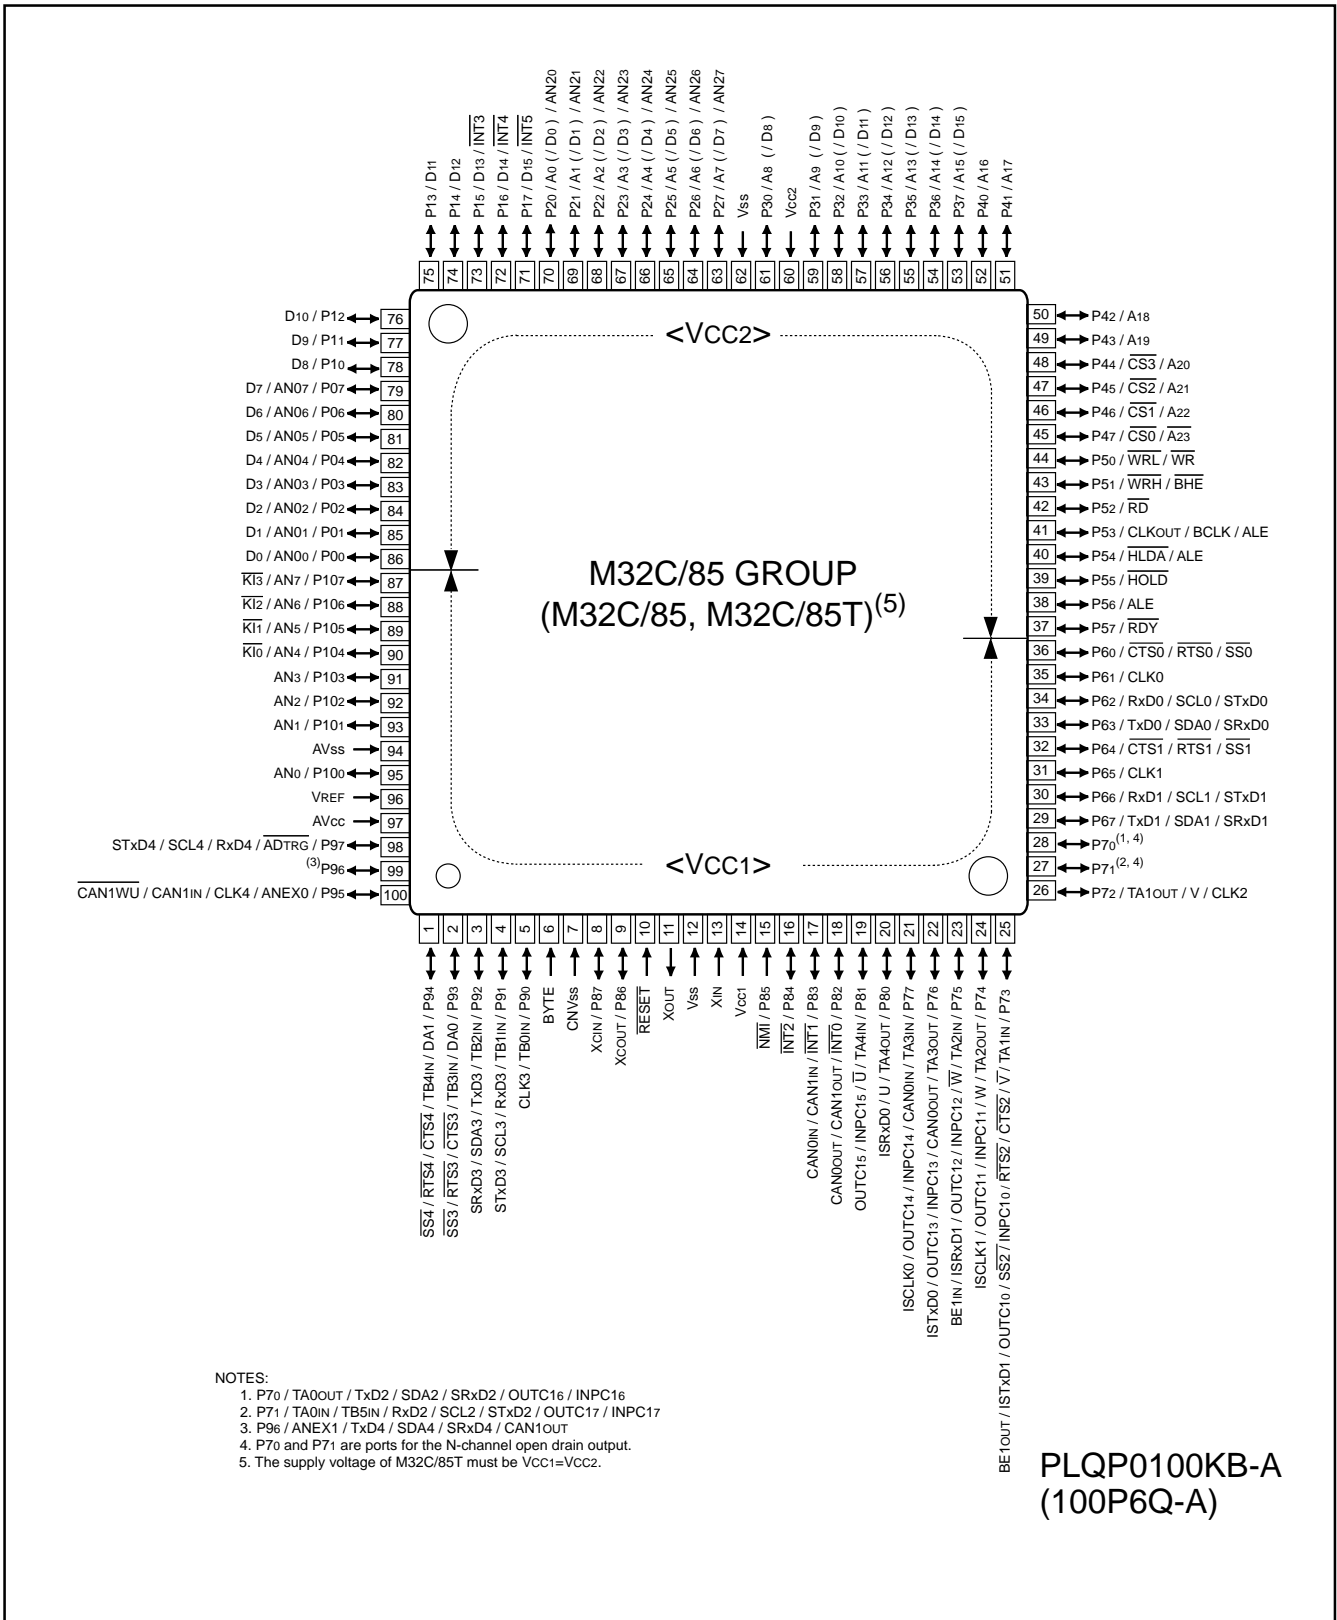 P13 / D11
P14 / D12
P15 / D13 / INT3
P16 / D14 / INT4
P17 / D15 / INT5
P20 / A0 ( / D0 ) / AN20
P21 / A1 ( / D1 ) / AN21
P22 / A2 ( / D2 ) / AN22
P23 / A3 ( / D3 ) / AN23
P24 / A4 ( / D4 ) / AN24
P25 / A5 ( / D5 ) / AN25
P26 / A6 ( / D6 ) / AN26
P27 / A7 ( / D7 ) / AN27
Vss
P30 / A8 ( / D8 )
Vcc2
P31 / A9 ( / D9 )
P32 / A10 ( / D10 )
P33 / A11 ( / D11 )
P34 / A12 ( / D12 )
P35 / A13 ( / D13 )
P36 / A14 ( / D14 )
P37 / A15 ( / D15 )
P40 / A16
P41 / A17
75 74 73 72 71 70 69 68 67 66 65 64 63 62 61 60 59 58 57 56 55 54 53 52 51
D10 / P12 76
D9 / P11 77
D8 / P10 78
D7 / AN07 / P07 79
D6 / AN06 / P06 80
D5 / AN05 / P05 81
D4 / AN04 / P04 82
D3 / AN03 / P03 83
D2 / AN02 / P02 84
D1 / AN01 / P01 85
D0 / AN00 / P00 86
KI3 / AN7 / P107 87
KI2 / AN6 / P106 88
KI1 / AN5 / P105 89
KI0 / AN4 / P104 90
AN3 / P103 91
AN2 / P102 92
AN1 / P101 93
AVss 94
AN0 / P100 95
VREF 96
AVcc 97
STxD4 / SCL4 / RxD4 / ADTRG / P97 98
(3)P96 99
CAN1WU / CAN1IN / CLK4 / ANEX0 / P95 100
<VCC2>
M32C/85 GROUP
(M32C/85, M32C/85T)(5)
<VCC1>
50 P42 / A18
49 P43 / A19
48 P44 / CS3 / A20
47 P45 / CS2 / A21
46 P46 / CS1 / A22
45 P47 / CS0 / A23
44 P50 / WRL / WR
43 P51 / WRH / BHE
42 P52 / RD
41 P53 / CLKOUT / BCLK / ALE
40 P54 / HLDA / ALE
39 P55 / HOLD
38 P56 / ALE
37 P57 / RDY
36 P60 / CTS0 / RTS0 / SS0
35 P61 / CLK0
34 P62 / RxD0 / SCL0 / STxD0
33 P63 / TxD0 / SDA0 / SRxD0
32 P64 / CTS1 / RTS1 / SS1
31 P65 / CLK1
30 P66 / RxD1 / SCL1 / STxD1
29 P67 / TxD1 / SDA1 / SRxD1
28 P70(1, 4)
27 P71(2, 4)
26 P72 / TA1OUT / V / CLK2
1 2 3 4 5 6 7 8 9 10 11 12 13 14 15 16 17 18 19 20 21 22 23 24 25
SS4 / RTS4 / CTS4 / TB4IN / DA1 / P94
SS3 / RTS3 / CTS3 / TB3IN / DA0 / P93
SRxD3 / SDA3 / TxD3 / TB2IN / P92
STxD3 / SCL3 / RxD3 / TB1IN / P91
CLK3 / TB0IN / P90
BYTE
CNVss
XCIN / P87
XCOUT / P86
RESET
XOUT
Vss
XIN
Vcc1
NMI / P85
INT2 / P84
CAN0IN / CAN1IN / INT1 / P83
CAN0OUT / CAN1OUT / INT0 / P82
OUTC15 / INPC15 / U / TA4IN / P81
ISRxD0 / U / TA4OUT / P80
ISCLK0 / OUTC14 / INPC14 / CAN0IN / TA3IN / P77
ISTxD0 / OUTC13 / INPC13 / CAN0OUT / TA3OUT / P76
BE1IN / ISRxD1 / OUTC12 / INPC12 / W / TA2IN / P75
ISCLK1 / OUTC11 / INPC11 / W / TA2OUT / P74
BE1OUT / ISTxD1 / OUTC10 / SS2 / INPC10 / RTS2 / CTS2 / V / TA1IN / P73
NOTES:
1. P70 / TA0OUT / TxD2 / SDA2 / SRxD2 / OUTC16 / INPC16
2. P71 / TA0IN / TB5IN / RxD2 / SCL2 / STxD2 / OUTC17 / INPC17
3. P96 / ANEX1 / TxD4 / SDA4 / SRxD4 / CAN1OUT
4. P70 and P71 are ports for the N-channel open drain output.
5. The supply voltage of M32C/85T must be VCC1=VCC2.
PLQP0100KB-A
(100P6Q-A)